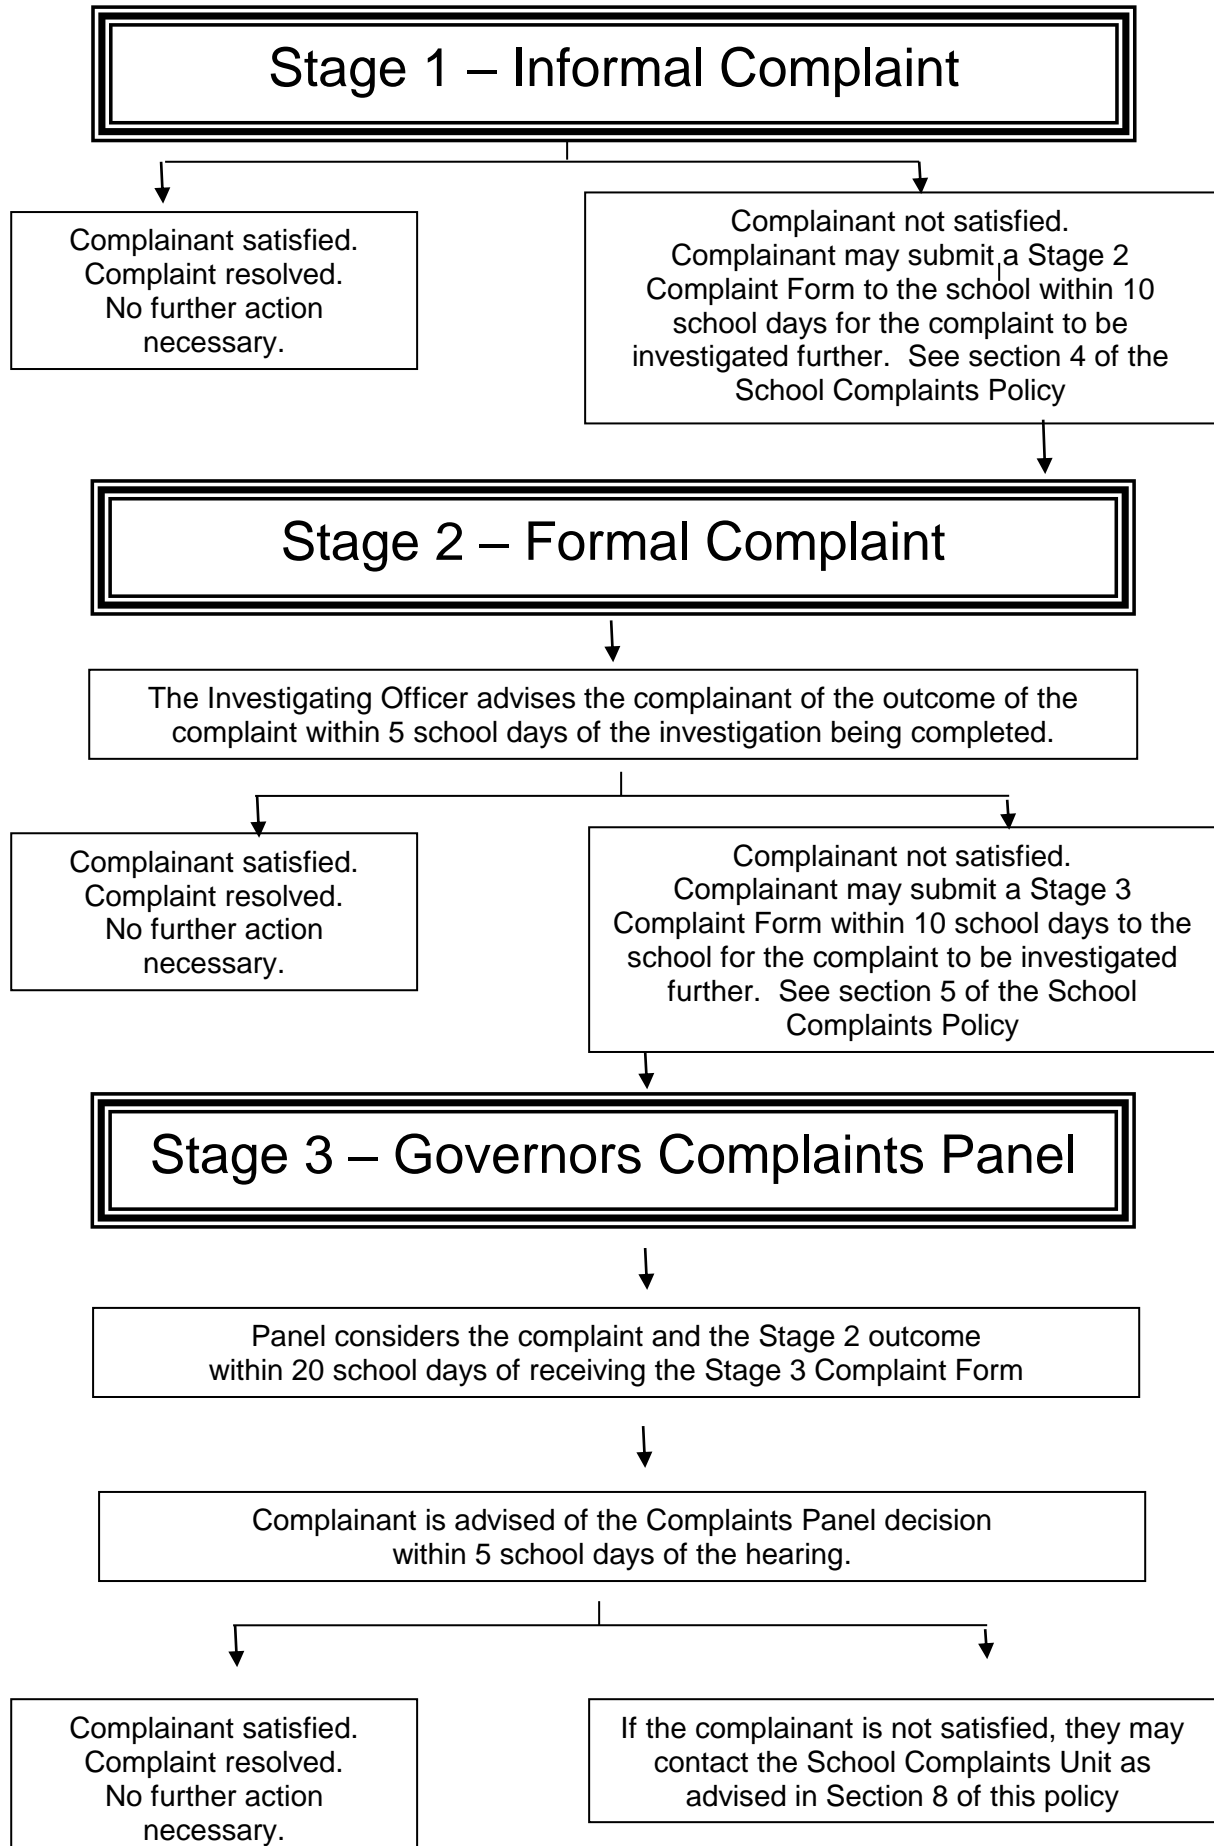 Stage 1 – Informal Complaint
Complainant satisfied.
Complaint resolved.
No further action
necessary.
Complainant not satisfied.
Complainant may submit a Stage 2
Complaint Form to the school within 10
school days for the complaint to be
investigated further.  See section 4 of the
School Complaints Policy
Stage 2 – Formal Complaint
The Investigating Officer advises the complainant of the outcome of the
complaint within 5 school days of the investigation being completed.
Complainant satisfied.
Complaint resolved.
No further action
necessary.
Complainant not satisfied.
Complainant may submit a Stage 3
Complaint Form within 10 school days to the
school for the complaint to be investigated
further.  See section 5 of the School
Complaints Policy
Stage 3 – Governors Complaints Panel
Panel considers the complaint and the Stage 2 outcome
within 20 school days of receiving the Stage 3 Complaint Form
Complainant is advised of the Complaints Panel decision
within 5 school days of the hearing.
Complainant satisfied.
Complaint resolved.
No further action
necessary.
If the complainant is not satisfied, they may
contact the School Complaints Unit as
advised in Section 8 of this policy